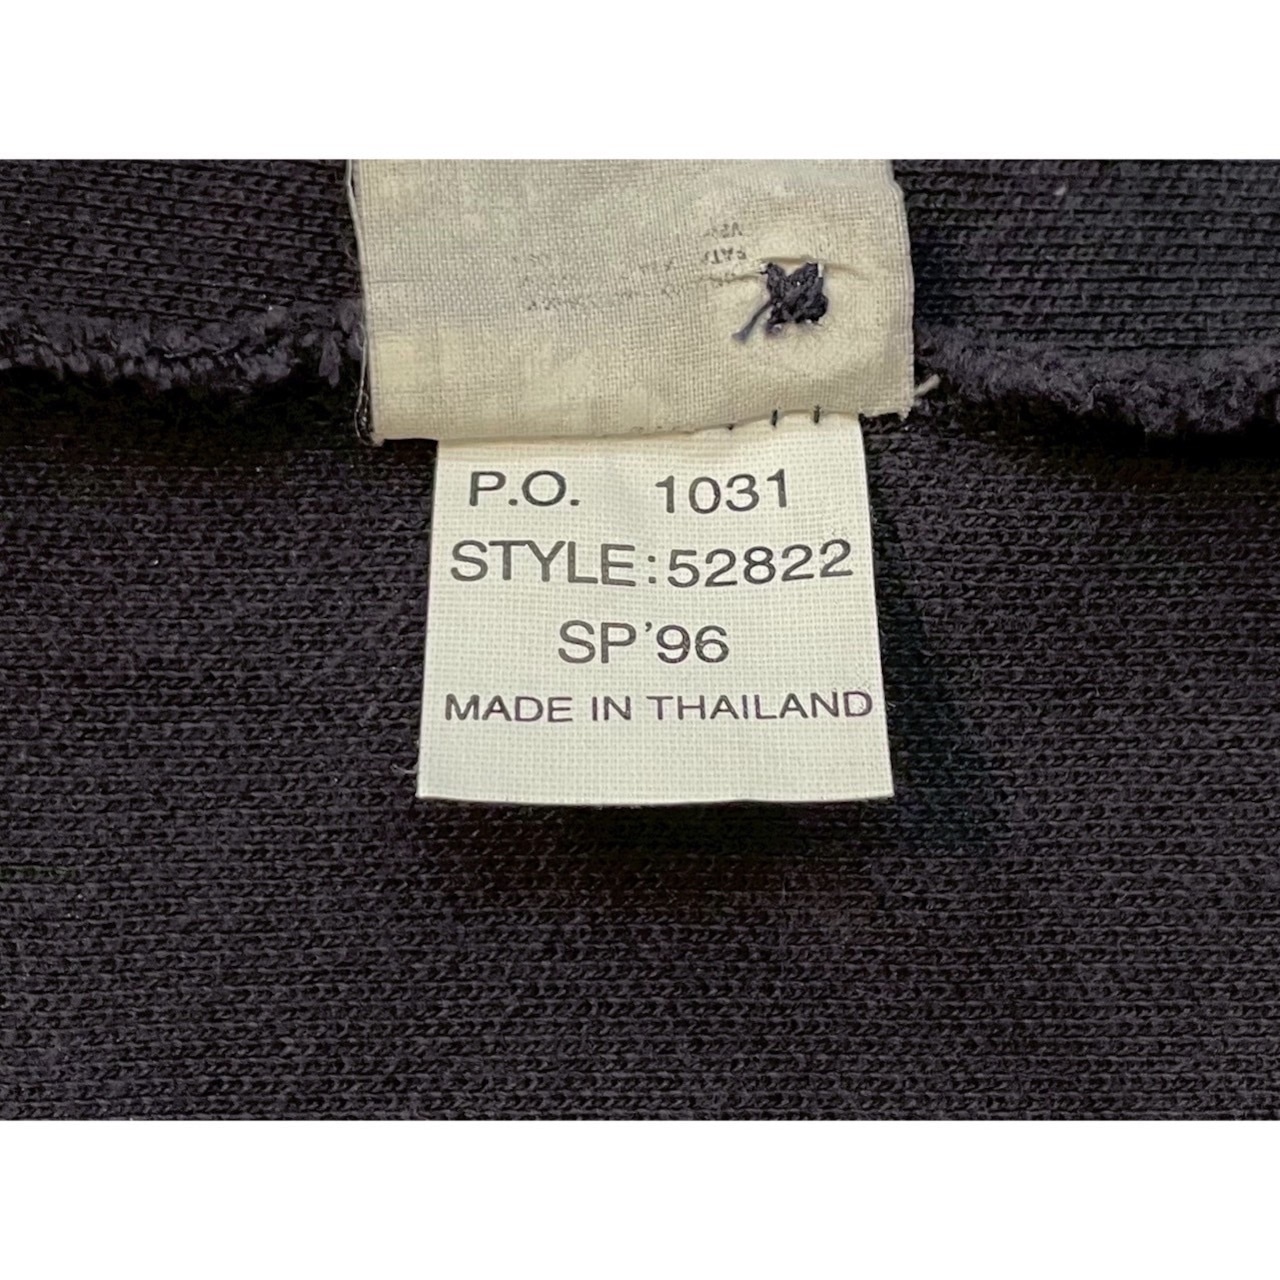 P.O. 1031
STYLE:52822
SP'96
MADE IN THAILAND